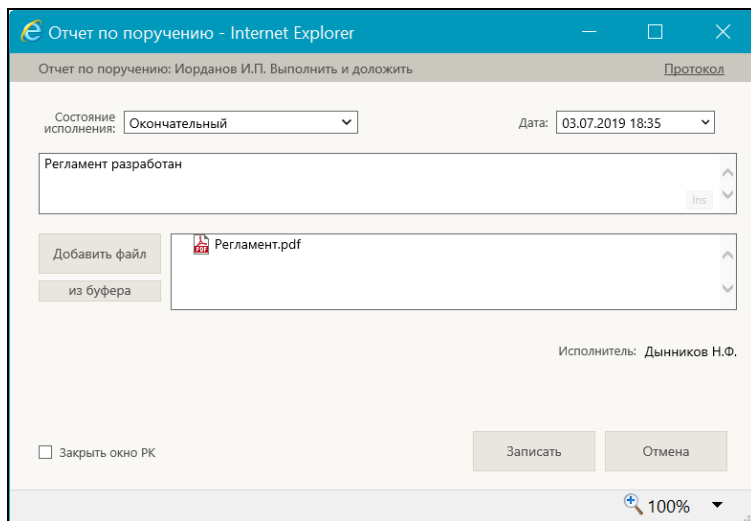 Отчет по поручению - Internet Explorer
Отчет по поручению: Иорданов И.П. Выполнить и доложить Протокол
Состояние
исполнения: Окончательный Дата: 03.07.2019 18:35
Регламент разработан
Ins
Добавить файл Регламент.pdf
из буфера
Исполнитель: Дынников Н.Ф.
Закрыть окно РК Записать Отмена
100%